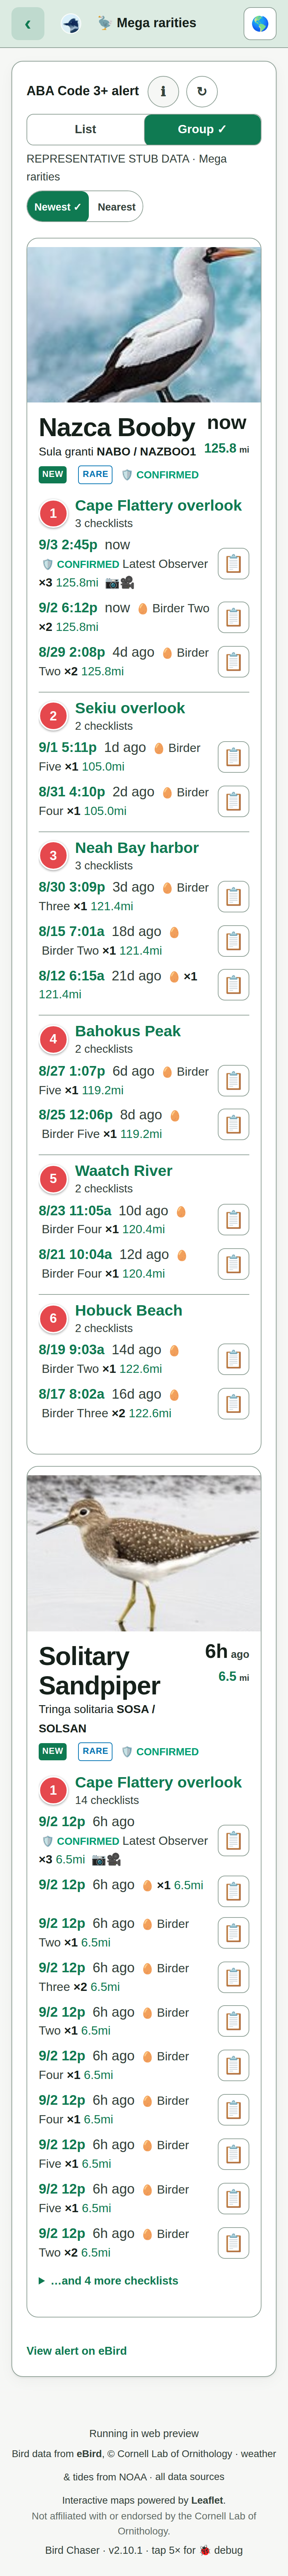 ‹ 🦤 Mega rarities 🌎
ABA Code 3+ alert ℹ ↻
List Group ✓
REPRESENTATIVE STUB DATA · Mega
rarities
Newest ✓ Nearest
Nazca Booby now
Sula granti NABO / NAZBOO1 125.8 mi
NEW RARE 🛡️ CONFIRMED
1 Cape Flattery overlook
3 checklists
9/3 2:45p now
🛡️ CONFIRMED Latest Observer
×3 125.8mi 📷🎥
9/2 6:12p now 🥚 Birder Two
×2 125.8mi
8/29 2:08p 4d ago 🥚 Birder
Two ×2 125.8mi
2 Sekiu overlook
2 checklists
9/1 5:11p 1d ago 🥚 Birder
Five ×1 105.0mi
8/31 4:10p 2d ago 🥚 Birder
Four ×1 105.0mi
3 Neah Bay harbor
3 checklists
8/30 3:09p 3d ago 🥚 Birder
Three ×1 121.4mi
8/15 7:01a 18d ago 🥚
Birder Two ×1 121.4mi
8/12 6:15a 21d ago 🥚 ×1
121.4mi
4 Bahokus Peak
2 checklists
8/27 1:07p 6d ago 🥚 Birder
Five ×1 119.2mi
8/25 12:06p 8d ago 🥚
Birder Five ×1 119.2mi
5 Waatch River
2 checklists
8/23 11:05a 10d ago 🥚
Birder Four ×1 120.4mi
8/21 10:04a 12d ago 🥚
Birder Four ×1 120.4mi
6 Hobuck Beach
2 checklists
8/19 9:03a 14d ago 🥚
Birder Two ×1 122.6mi
8/17 8:02a 16d ago 🥚
Birder Three ×2 122.6mi
Solitary 6h ago
Sandpiper 6.5 mi
Tringa solitaria SOSA /
SOLSAN
NEW RARE 🛡️ CONFIRMED
1 Cape Flattery overlook
14 checklists
9/2 12p 6h ago
🛡️ CONFIRMED Latest Observer
×3 6.5mi 📷🎥
9/2 12p 6h ago 🥚 ×1 6.5mi
9/2 12p 6h ago 🥚 Birder
Two ×1 6.5mi
9/2 12p 6h ago 🥚 Birder
Three ×2 6.5mi
9/2 12p 6h ago 🥚 Birder
Two ×1 6.5mi
9/2 12p 6h ago 🥚 Birder
Four ×1 6.5mi
9/2 12p 6h ago 🥚 Birder
Four ×1 6.5mi
9/2 12p 6h ago 🥚 Birder
Five ×1 6.5mi
9/2 12p 6h ago 🥚 Birder
Five ×1 6.5mi
9/2 12p 6h ago 🥚 Birder
Two ×2 6.5mi
▶ …and 4 more checklists
View alert on eBird
Running in web preview
Bird data from eBird, © Cornell Lab of Ornithology · weather
& tides from NOAA · all data sources
Interactive maps powered by Leaflet.
Not affiliated with or endorsed by the Cornell Lab of
Ornithology.
Bird Chaser · v2.10.1 · tap 5× for 🐞 debug